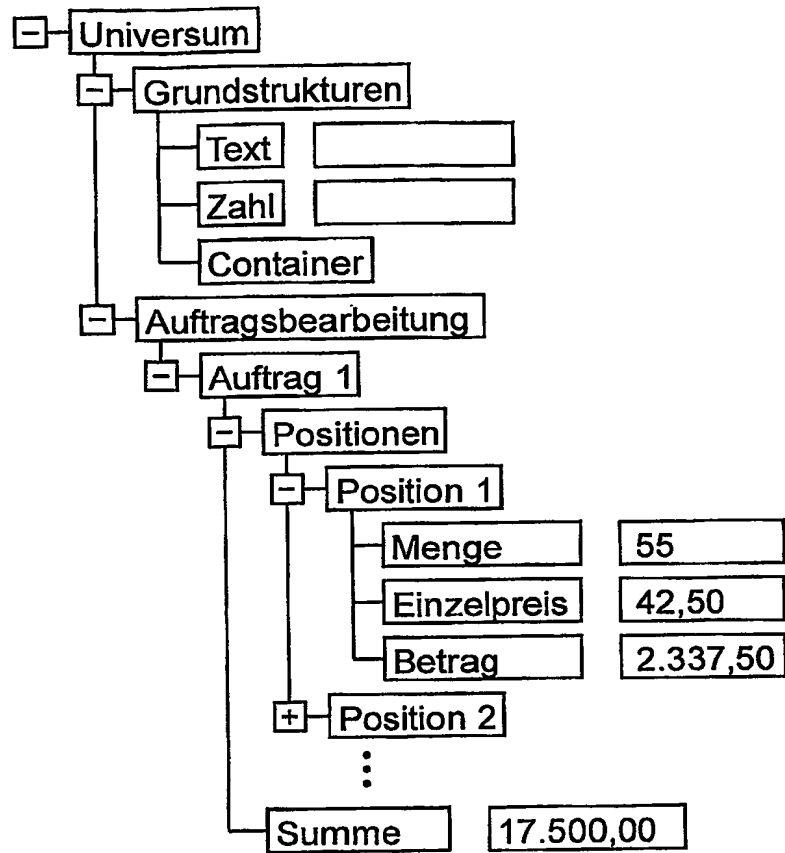 Universum
Grundstrukturen
Text
Zahl
Container
Auftragsbearbeitung
Auftrag 1
Positionen
Position 1
Menge 55
Einzelpreis 42,50
Betrag 2.337,50
Position 2
Summe 17.500,00